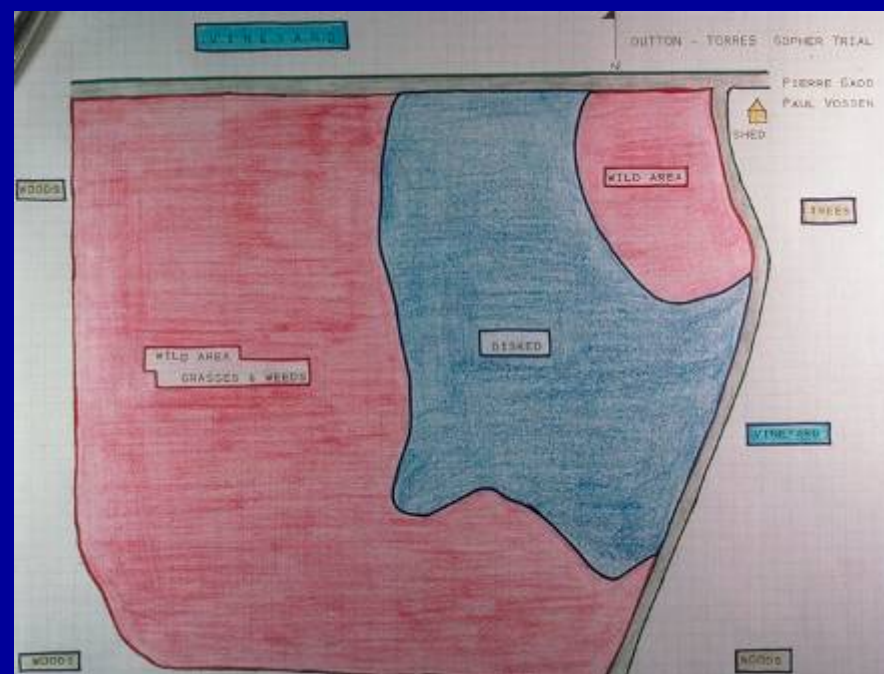 VINEYARD
DUTTON - TORRES GOPHER TRIAL
N
PIERRE GADD
PAUL VOSSEN
SHED
WOODS
WILD AREA
TREES
DISKED
WILD AREA
GRASSES & WEEDS
VINEYARD
WOODS
WOODS